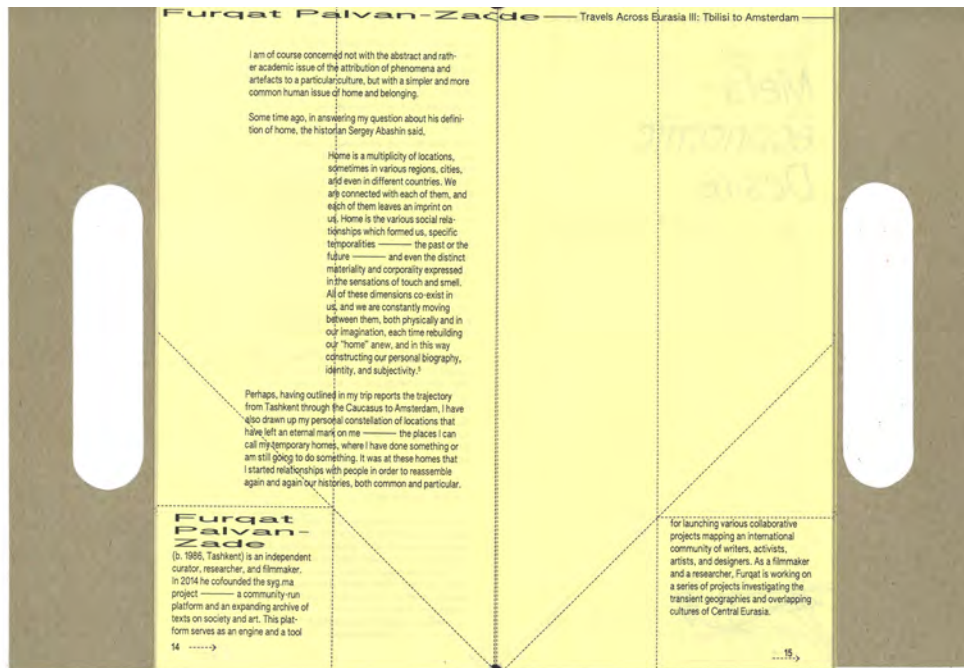 Furqat Palvan-Zade —— Travels Across Eurasia III: Tbilisi to Amsterdam ——
I am of course concerned not with the abstract and rath-
er academic issue of the attribution of phenomena and
artefacts to a particular culture, but with a simpler and more
common human issue of home and belonging.
Some time ago, in answering my question about his defini-
tion of home, the historian Sergey Abashin said,
Home is a multiplicity of locations,
sometimes in various regions, cities,
and even in different countries. We
are connected with each of them, and
each of them leaves an imprint on
us. Home is the various social rela-
tionships which formed us, specific
temporalities ——— the past or the
future ——— and even the distinct
materiality and corporality expressed
in the sensations of touch and smell.
All of these dimensions co-exist in
us, and we are constantly moving
between them, both physically and in
our imagination, each time rebuilding
our "home" anew, and in this way
constructing our personal biography,
identity, and subjectivity.
Perhaps, having outlined in my trip reports the trajectory
from Tashkent through the Caucasus to Amsterdam, I have
also drawn up my personal constellation of locations that
have left an eternal mark on me ——— the places I can
call my temporary homes, where I have done something or
am still going to do something. It was at these homes that
I started relationships with people in order to reassemble
again and again our histories, both common and particular.
Furqat
Palvan-
Zade
(b. 1986, Tashkent) is an independent
curator, researcher, and filmmaker.
In 2014 he cofounded the syg.ma
project ——— a community-run
platform and an expanding archive of
texts on society and art. This plat-
form serves as an engine and a tool
14 ---->
for launching various collaborative
projects mapping an international
community of writers, activists,
artists, and designers. As a filmmaker
and a researcher, Furqat is working on
a series of projects investigating the
transient geographies and overlapping
cultures of Central Eurasia.
15 ---->